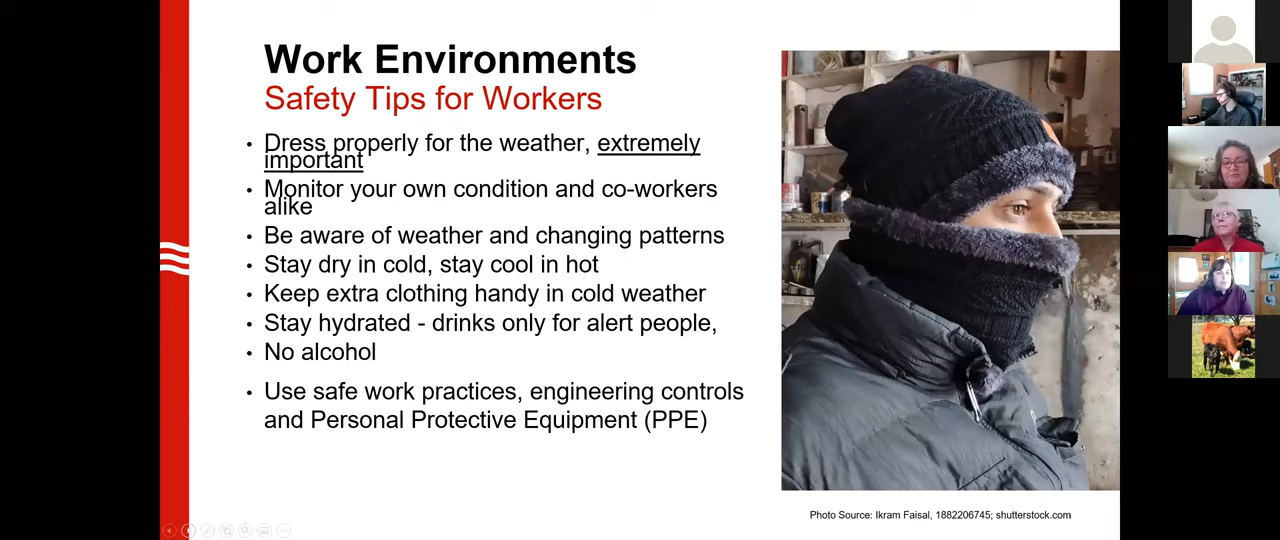 Work Environments
Safety Tips for Workers
• Dress properly for the weather, extremely
important
• Monitor your own condition and co-workers
alike
• Be aware of weather and changing patterns
• Stay dry in cold, stay cool in hot
• Keep extra clothing handy in cold weather
• Stay hydrated - drinks only for alert people,
• No alcohol
• Use safe work practices, engineering controls
and Personal Protective Equipment (PPE)
Photo Source: Ikram Faisal, 1882206745; shutterstock.com